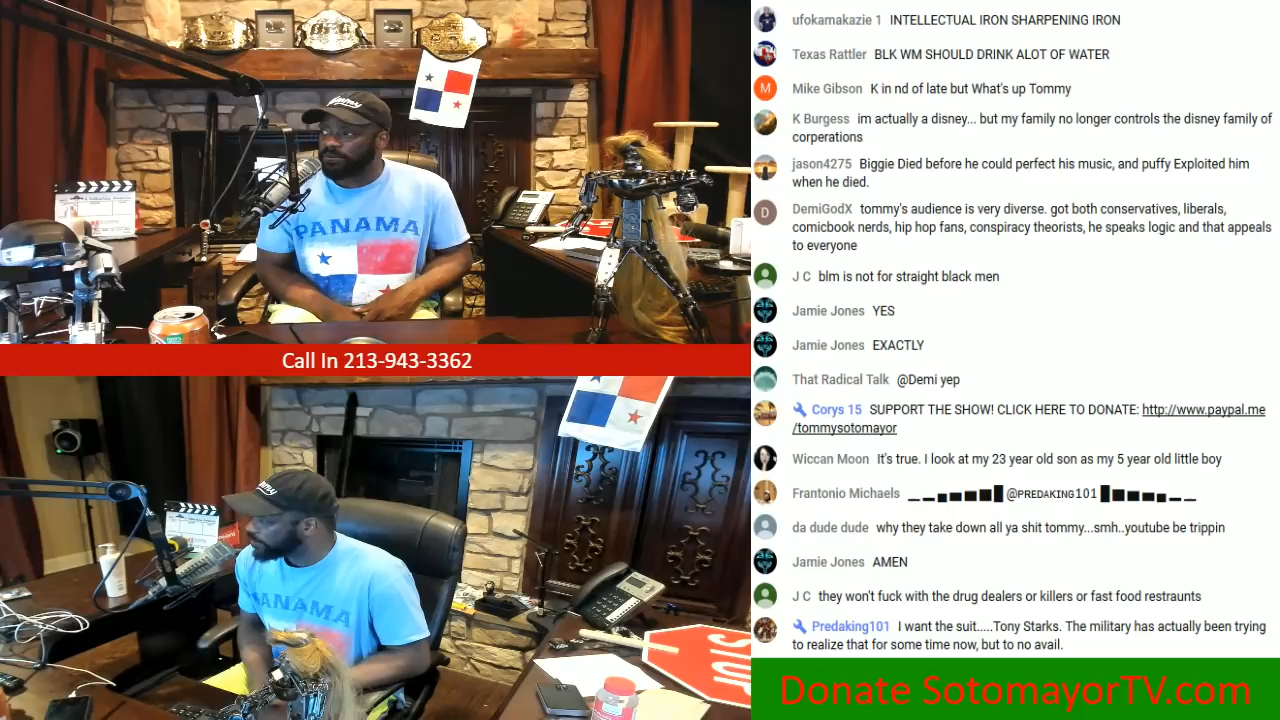 ufokamakazie 1 INTELLECTUAL IRON SHARPENING IRON
Texas Rattler BLK WM SHOULD DRINK ALOT OF WATER
M Mike Gibson K in nd of late but What's up Tommy
K Burgess im actually a disney... but my family no longer controls the disney family of
corperations
jason4275 Biggie Died before he could perfect his music, and puffy Exploited him
when he died.
D DemiGodX tommy's audience is very diverse. got both conservatives, liberals,
comicbook nerds, hip hop fans, conspiracy theorists, he speaks logic and that appeals
to everyone
J C blm is not for straight black men
Jamie Jones YES
Jamie Jones EXACTLY
That Radical Talk @Demi yep
Corys 15 SUPPORT THE SHOW! CLICK HERE TO DONATE: http://www.paypal.me
/tommysotomayor
Wiccan Moon It's true. I look at my 23 year old son as my 5 year old little boy
Frantonio Michaels ▁ ▂ ▄ ▅ ▆ ▇ █ @ᴘʀᴇᴅᴀᴋɪɴɢ101 █ ▇ ▆ ▅ ▄ ▂ ▁
da dude dude why they take down all ya shit tommy...smh..youtube be trippin
Jamie Jones AMEN
J C they won't fuck with the drug dealers or killers or fast food restraunts
Predaking101 I want the suit.....Tony Starks. The military has actually been trying
to realize that for some time now, but to no avail.
Donate SotomayorTV.com
PANAMA
Call In 213-943-3362
PANAMA
STOP